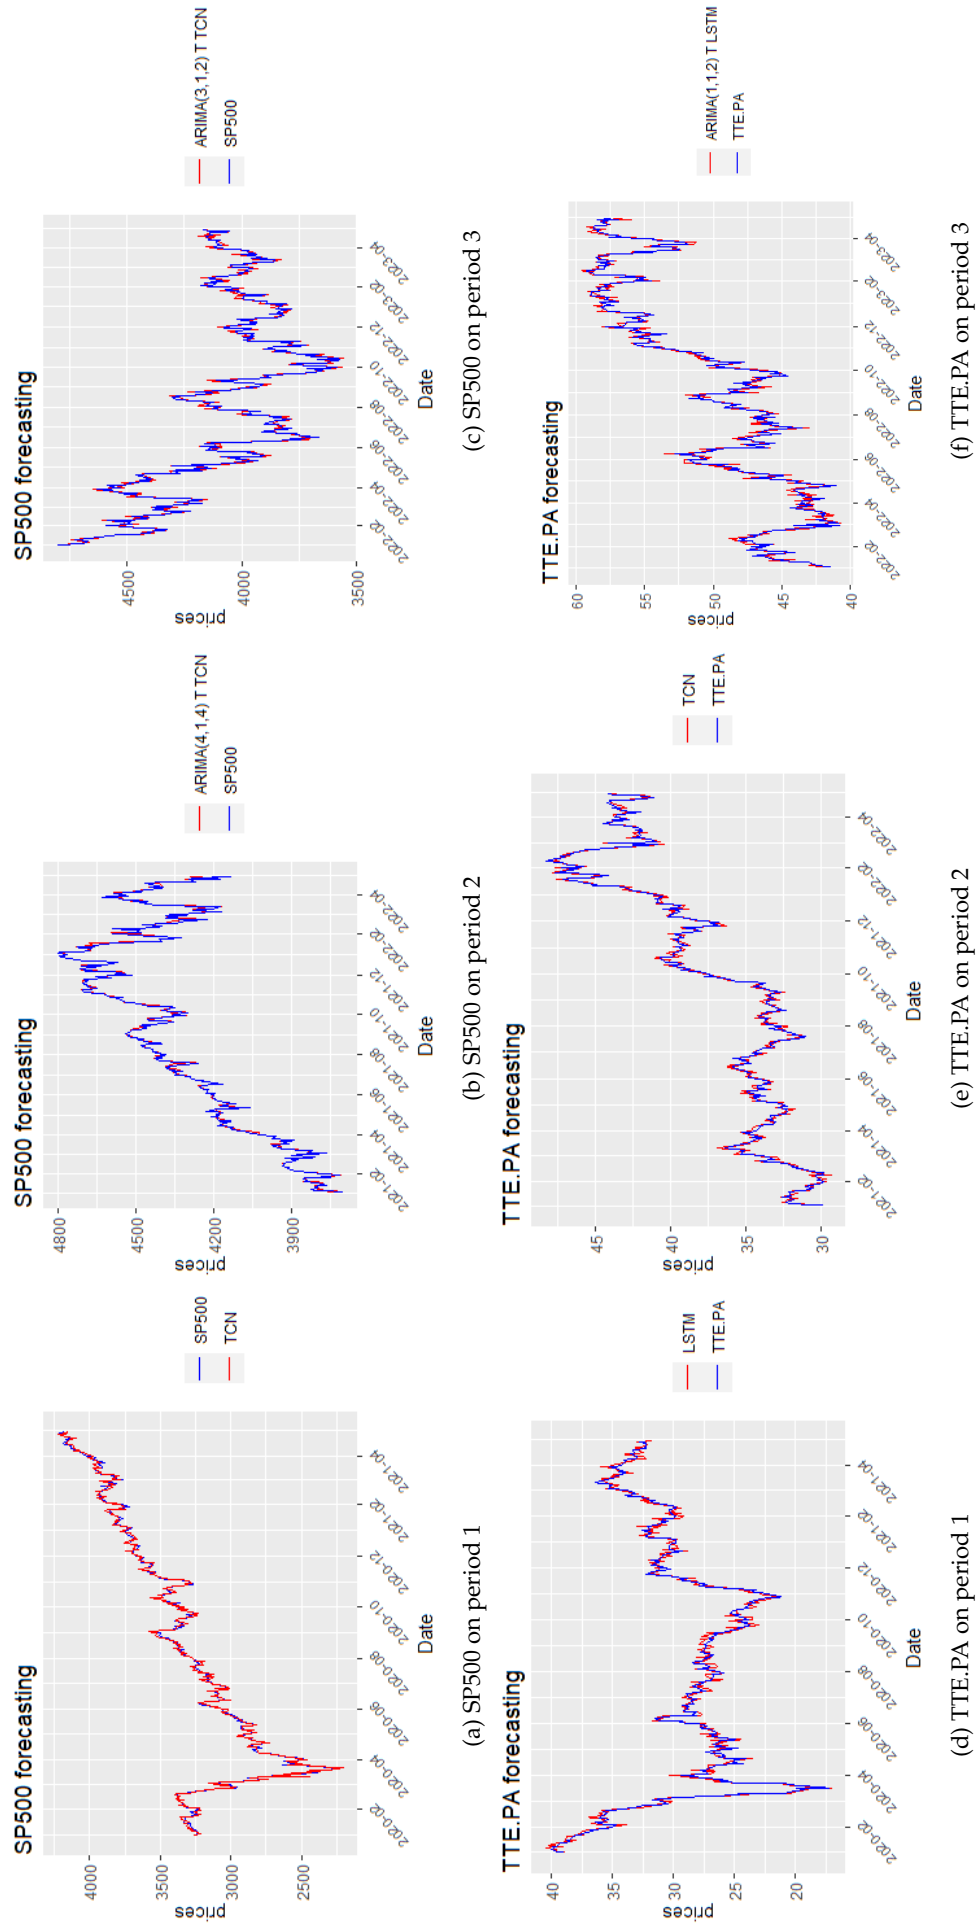 SP500 forecasting
4000
3500
3000
2500
prices
2020-02
2020-04
2020-06
2020-08
2020-10
2020-12
2021-02
2021-04
Date
SP500
TCN
(a) SP500 on period 1
SP500 forecasting
4800
4500
4200
3900
prices
2021-02
2021-04
2021-06
2021-08
2021-10
2021-12
2022-02
2022-04
Date
ARIMA(4,1,4) T TCN
SP500
(b) SP500 on period 2
SP500 forecasting
4500
4000
3500
prices
2022-02
2022-04
2022-06
2022-08
2022-10
2022-12
2023-02
2023-04
Date
ARIMA(3,1,2) T TCN
SP500
(c) SP500 on period 3
TTE.PA forecasting
40
35
30
25
20
prices
2020-02
2020-04
2020-06
2020-08
2020-10
2020-12
2021-02
2021-04
Date
LSTM
TTE.PA
(d) TTE.PA on period 1
TTE.PA forecasting
45
40
35
30
prices
2021-02
2021-04
2021-06
2021-08
2021-10
2021-12
2022-02
2022-04
Date
TCN
TTE.PA
(e) TTE.PA on period 2
TTE.PA forecasting
60
55
50
45
40
prices
2022-02
2022-04
2022-06
2022-08
2022-10
2022-12
2023-02
2023-04
Date
ARIMA(1,1,2) T LSTM
TTE.PA
(f) TTE.PA on period 3